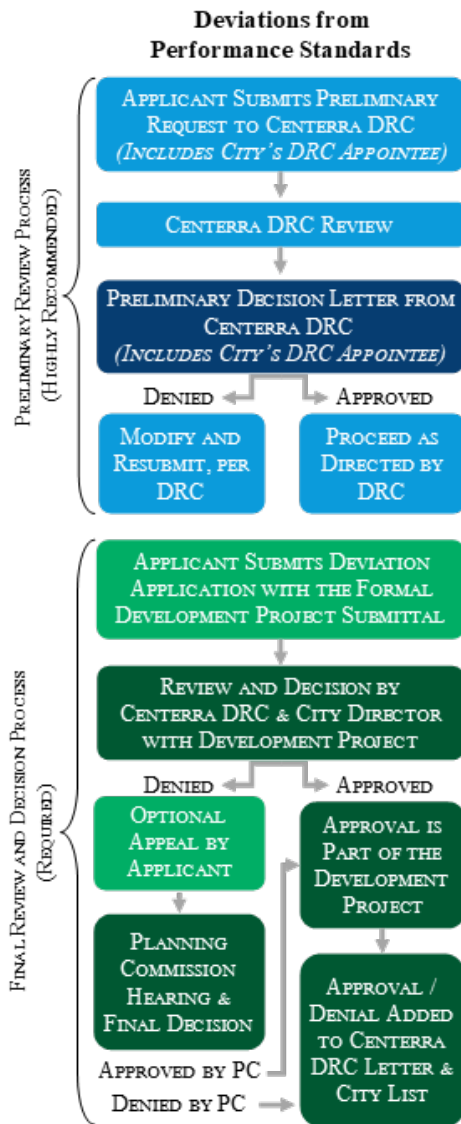 Deviations from
Performance Standards
APPLICANT SUBMITS PRELIMINARY
REQUEST TO CENTERRA DRC
(INCLUDES CITY'S DRC APPOINTEE)
CENTERRA DRC REVIEW
PRELIMINARY DECISION LETTER FROM
CENTERRA DRC
(INCLUDES CITY'S DRC APPOINTEE)
DENIED
APPROVED
MODIFY AND
RESUBMIT, PER
DRC
PROCEED AS
DIRECTED BY
DRC
PRELIMINARY REVIEW PROCESS
(HIGHLY RECOMMENDED)
APPLICANT SUBMITS DEVIATION
APPLICATION WITH THE FORMAL
DEVELOPMENT PROJECT SUBMITTAL
REVIEW AND DECISION BY
CENTERRA DRC & CITY DIRECTOR
WITH DEVELOPMENT PROJECT
DENIED
APPROVED
OPTIONAL
APPEAL BY
APPLICANT
APPROVAL IS
PART OF THE
DEVELOPMENT
PROJECT
PLANNING
COMMISSION
HEARING &
FINAL DECISION
APPROVAL /
DENIAL ADDED
TO CENTERRA
DRC LETTER &
CITY LIST
APPROVED BY PC
DENIED BY PC
FINAL REVIEW AND DECISION PROCESS
(REQUIRED)